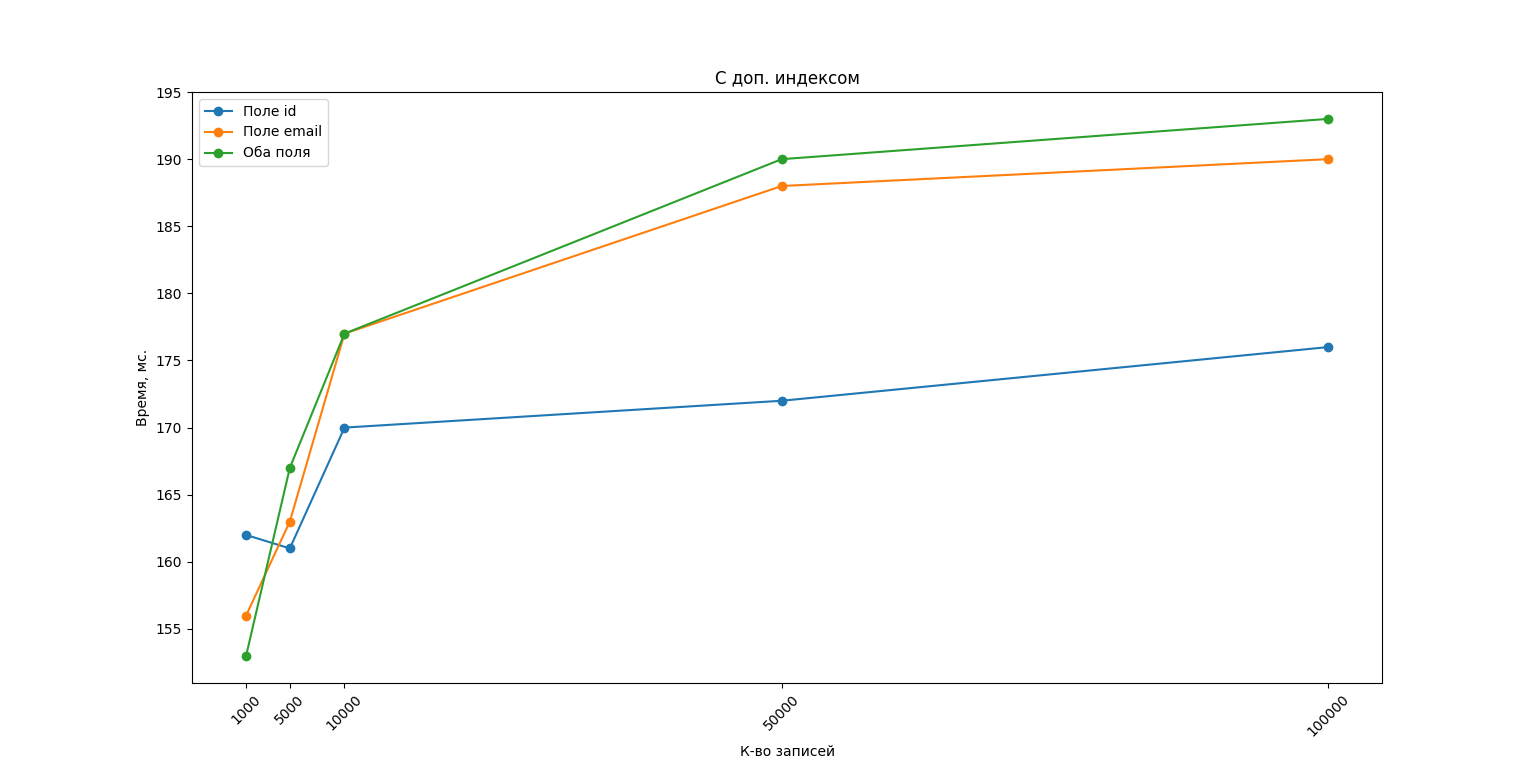 С доп. индексом
Поле id
Поле email
Оба поля
195
190
185
180
175
170
165
160
155
Время, мс.
1000
5000
10000
50000
100000
К-во записей